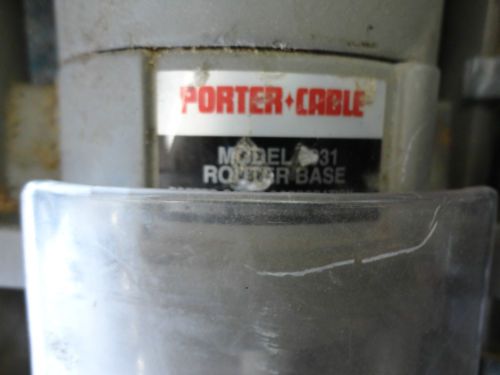 PORTER+CABLE
MODEL
ROUTER BASE